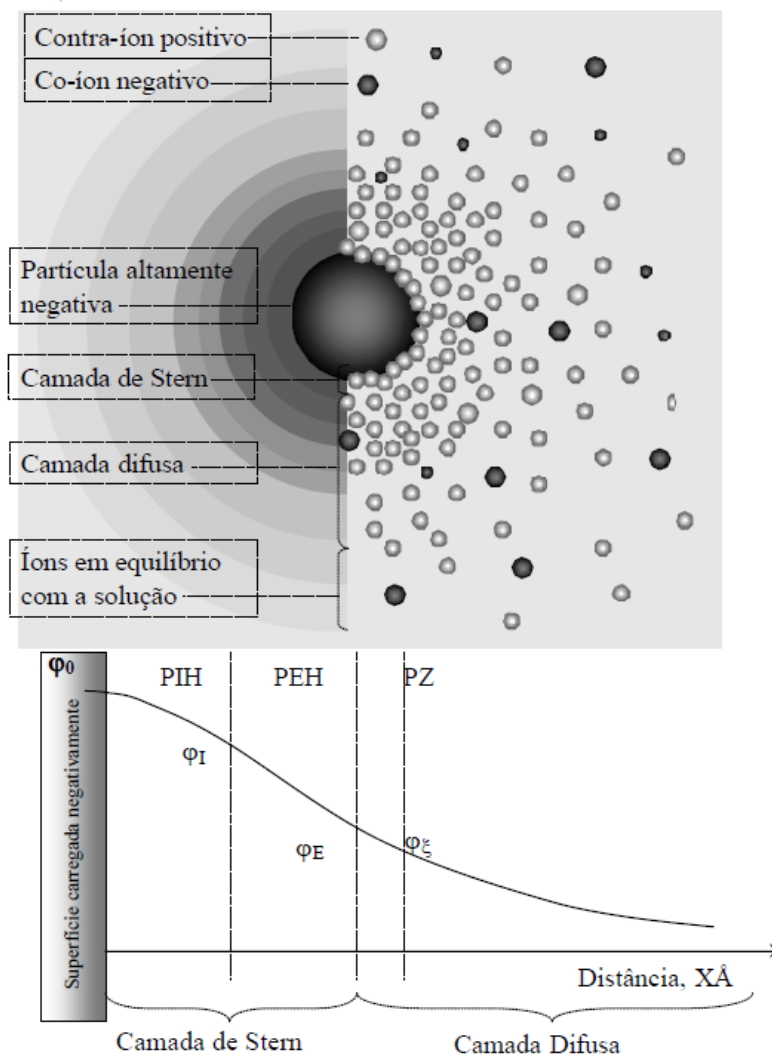 Contra-íon positivo
Co-íon negativo
Partícula altamente
negativa
Camada de Stern
Camada difusa
Íons em equilíbrio
com a solução
φ0
PIH
PEH
PZ
φI
φE
φξ
Superfície carregada negativamente
Distância, XÅ
Camada de Stern
Camada Difusa